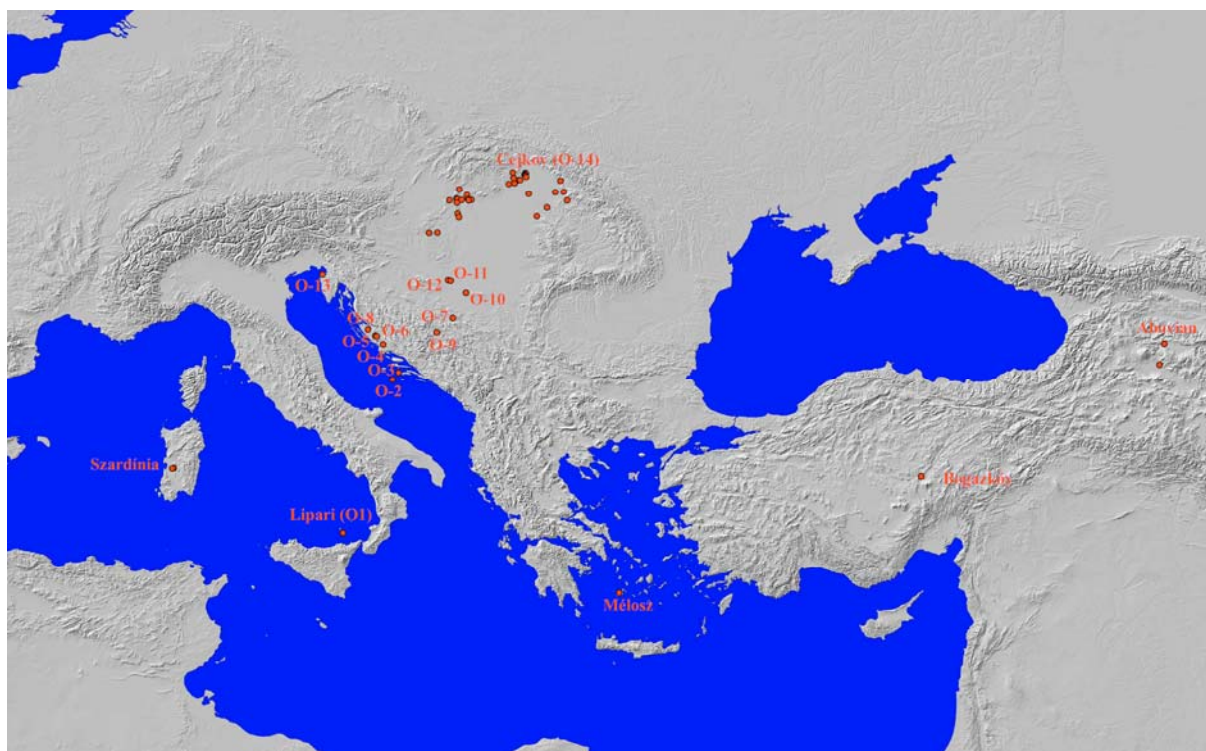 Cejkov (O-14)
O-11
O-12
O-13
O-10
O-7
O-8
O-6
O-9
O-5
O-4
O-3
O-2
Abovian
Szardínia
Lipari (O1)
Mélosz